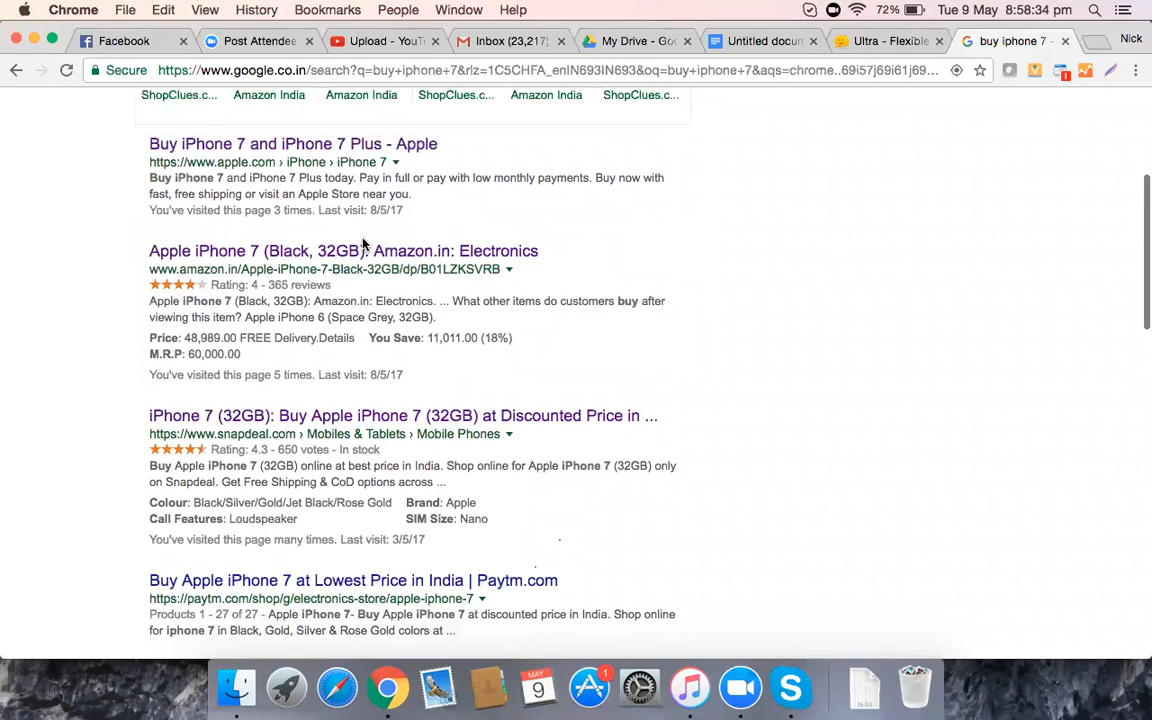 Chrome File Edit View History Bookmarks People Window Help 72% Tue 9 May 8:58:34 pm
Facebook Post Attendee Upload - YouT Inbox (23,217) My Drive - Goo Untitled docum Ultra - Flexible buy iphone 7 - Nick
Secure https://www.google.co.in/search?q=buy+iphone+7&rlz=1C5CHFA_enIN693IN693&oq=buy+iphone+7&aqs=chrome..69i57j69i61j69...
ShopClues.c... Amazon India Amazon India ShopClues.c... Amazon India ShopClues.c...
Buy iPhone 7 and iPhone 7 Plus - Apple
https://www.apple.com › iPhone › iPhone 7
Buy iPhone 7 and iPhone 7 Plus today. Pay in full or pay with low monthly payments. Buy now with
fast, free shipping or visit an Apple Store near you.
You've visited this page 3 times. Last visit: 8/5/17
Apple iPhone 7 (Black, 32GB): Amazon.in: Electronics
www.amazon.in/Apple-iPhone-7-Black-32GB/dp/B01LZKSVRB
Rating: 4 - 365 reviews
Apple iPhone 7 (Black, 32GB): Amazon.in: Electronics. ... What other items do customers buy after
viewing this item? Apple iPhone 6 (Space Grey, 32GB).
Price: 48,989.00 FREE Delivery.Details You Save: 11,011.00 (18%)
M.R.P: 60,000.00
You've visited this page 5 times. Last visit: 8/5/17
iPhone 7 (32GB): Buy Apple iPhone 7 (32GB) at Discounted Price in ...
https://www.snapdeal.com › Mobiles & Tablets › Mobile Phones
Rating: 4.3 - 650 votes - In stock
Buy Apple iPhone 7 (32GB) online at best price in India. Shop online for Apple iPhone 7 (32GB) only
on Snapdeal. Get Free Shipping & CoD options across ...
Colour: Black/Silver/Gold/Jet Black/Rose Gold Brand: Apple
Call Features: Loudspeaker SIM Size: Nano
You've visited this page many times. Last visit: 3/5/17
Buy Apple iPhone 7 at Lowest Price in India | Paytm.com
https://paytm.com/shop/g/electronics-store/apple-iphone-7
Products 1 - 27 of 27 - Apple iPhone 7- Buy Apple iPhone 7 at discounted price in India. Shop online
for iphone 7 in Black, Gold, Silver & Rose Gold colors at ...
MAY
9
1
XLSX